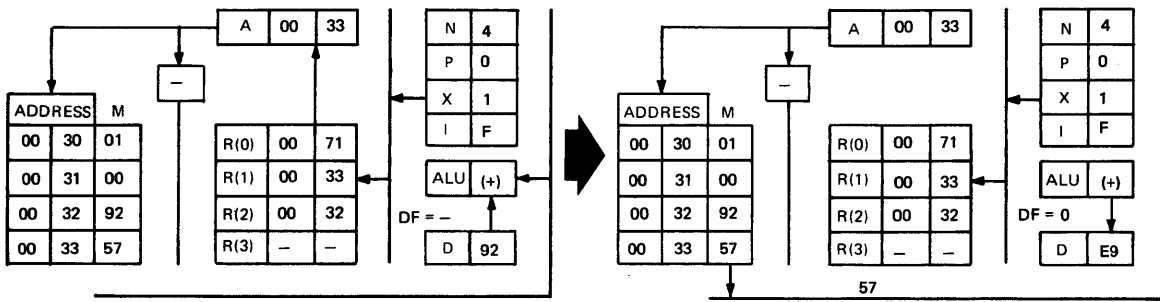 A 00 33
N 4
P 0
X 1
I F
–
ADDRESS M
00 30 01
00 31 00
00 32 92
00 33 57
R(0) 00 71
R(1) 00 33
R(2) 00 32
R(3) – –
ALU (+)
DF = –
D 92
A 00 33
N 4
P 0
X 1
I F
–
ADDRESS M
00 30 01
00 31 00
00 32 92
00 33 57
R(0) 00 71
R(1) 00 33
R(2) 00 32
R(3) – –
ALU (+)
DF = 0
D E9
57